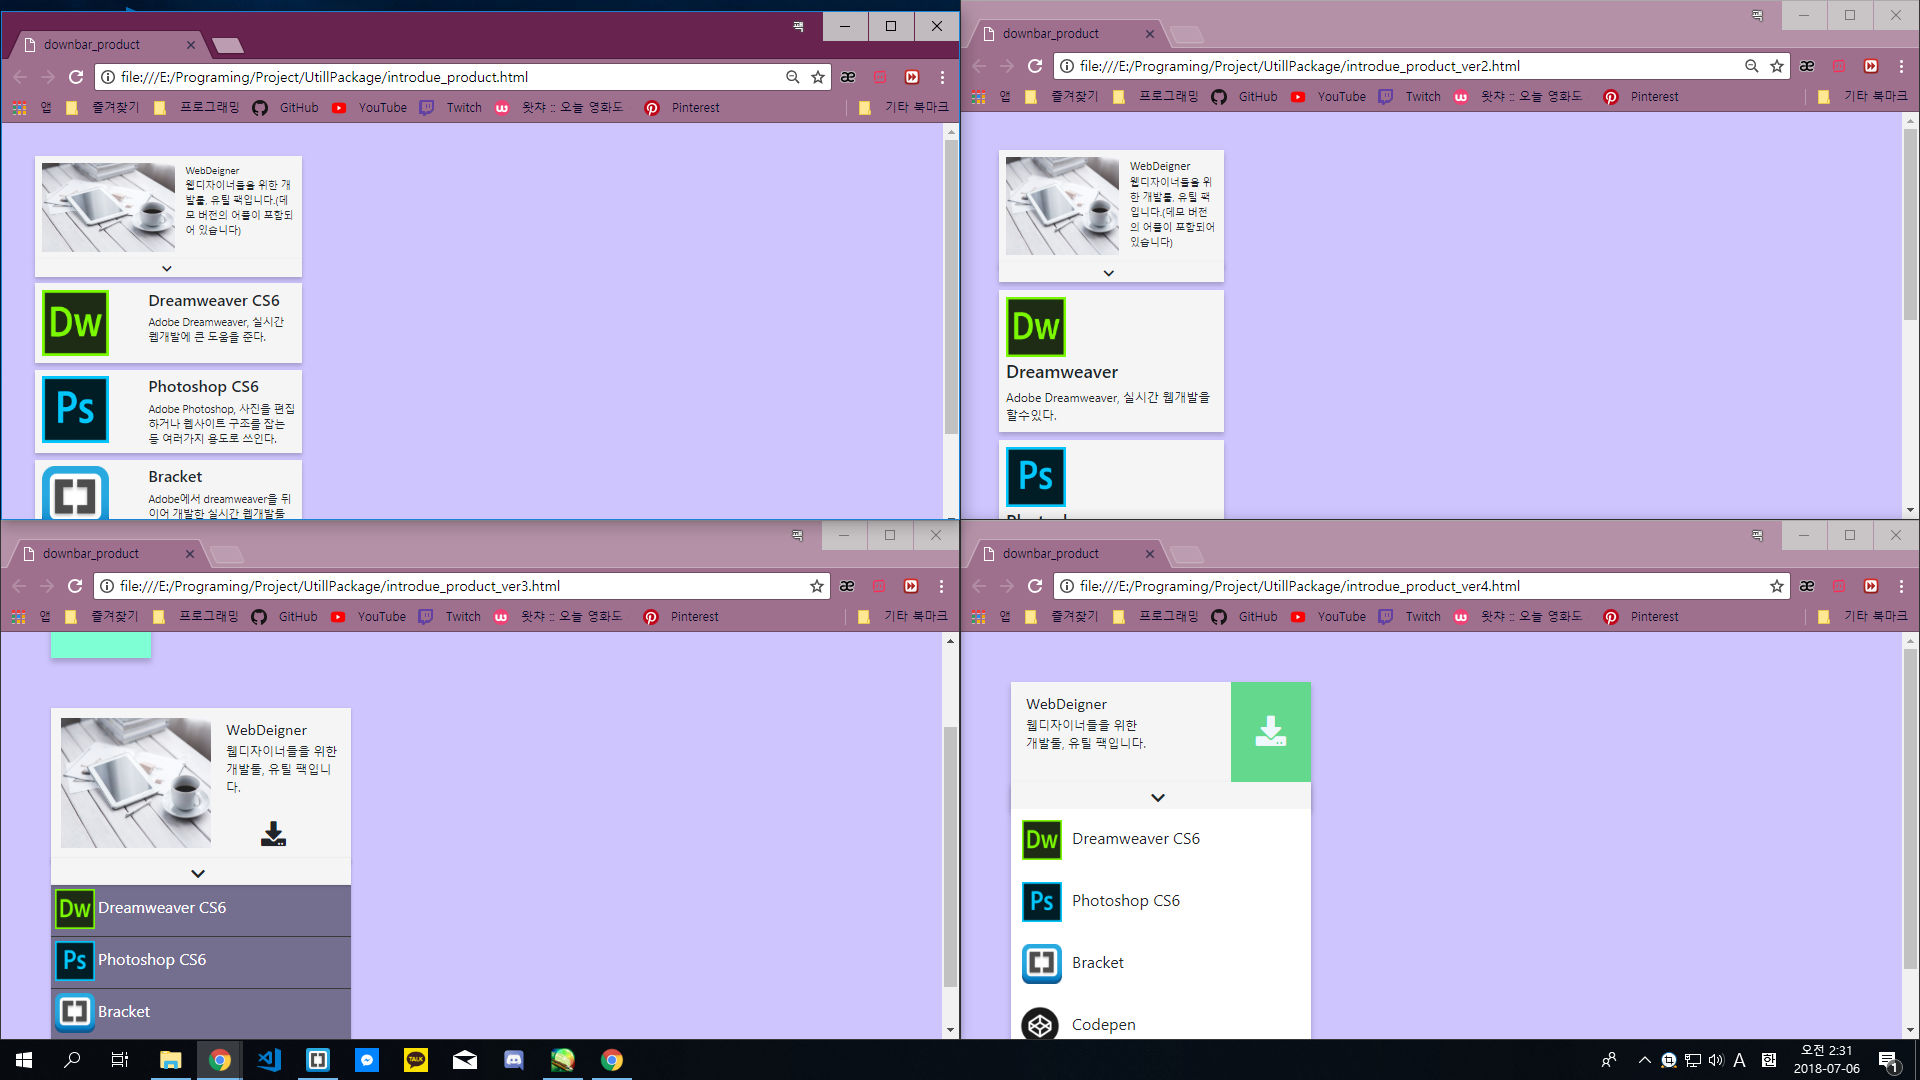 downbar_product
file:///E:/Programing/Project/UtillPackage/introdue_product.html
앱 즐겨찾기 프로그래밍 GitHub YouTube Twitch 왓챠 :: 오늘 영화도 Pinterest 기타 북마크
WebDeigner
웹디자이너들을 위한 개
발툴, 유틸 팩입니다.(데
모 버전의 어플이 포함되
어 있습니다)
Dw
Dreamweaver CS6
Adobe Dreamweaver, 실시간
웹개발에 큰 도움을 준다.
Ps
Photoshop CS6
Adobe Photoshop, 사진을 편집
하거나 웹사이트 구조를 잡는
등 여러가지 용도로 쓰인다.
Bracket
Adobe에서 dreamweaver을 뒤
이어 개발한 실시간 웹개발툴
downbar_product
file:///E:/Programing/Project/UtillPackage/introdue_product_ver2.html
앱 즐겨찾기 프로그래밍 GitHub YouTube Twitch 왓챠 :: 오늘 영화도 Pinterest 기타 북마크
WebDeigner
웹디자이너들을 위
한 개발툴, 유틸 팩
입니다.(데모 버전
의 어플이 포함되어
있습니다)
Dw
Dreamweaver
Adobe Dreamweaver, 실시간 웹개발을
할수있다.
Ps
downbar_product
file:///E:/Programing/Project/UtillPackage/introdue_product_ver3.html
앱 즐겨찾기 프로그래밍 GitHub YouTube Twitch 왓챠 :: 오늘 영화도 Pinterest 기타 북마크
WebDeigner
웹디자이너들을 위한
개발툴, 유틸 팩입니
다.
Dw Dreamweaver CS6
Ps Photoshop CS6
Bracket
downbar_product
file:///E:/Programing/Project/UtillPackage/introdue_product_ver4.html
앱 즐겨찾기 프로그래밍 GitHub YouTube Twitch 왓챠 :: 오늘 영화도 Pinterest 기타 북마크
WebDeigner
웹디자이너들을 위한
개발툴, 유틸 팩입니다.
Dw Dreamweaver CS6
Ps Photoshop CS6
Bracket
Codepen
TALK
A 한 오전 2:31
2018-07-06
1